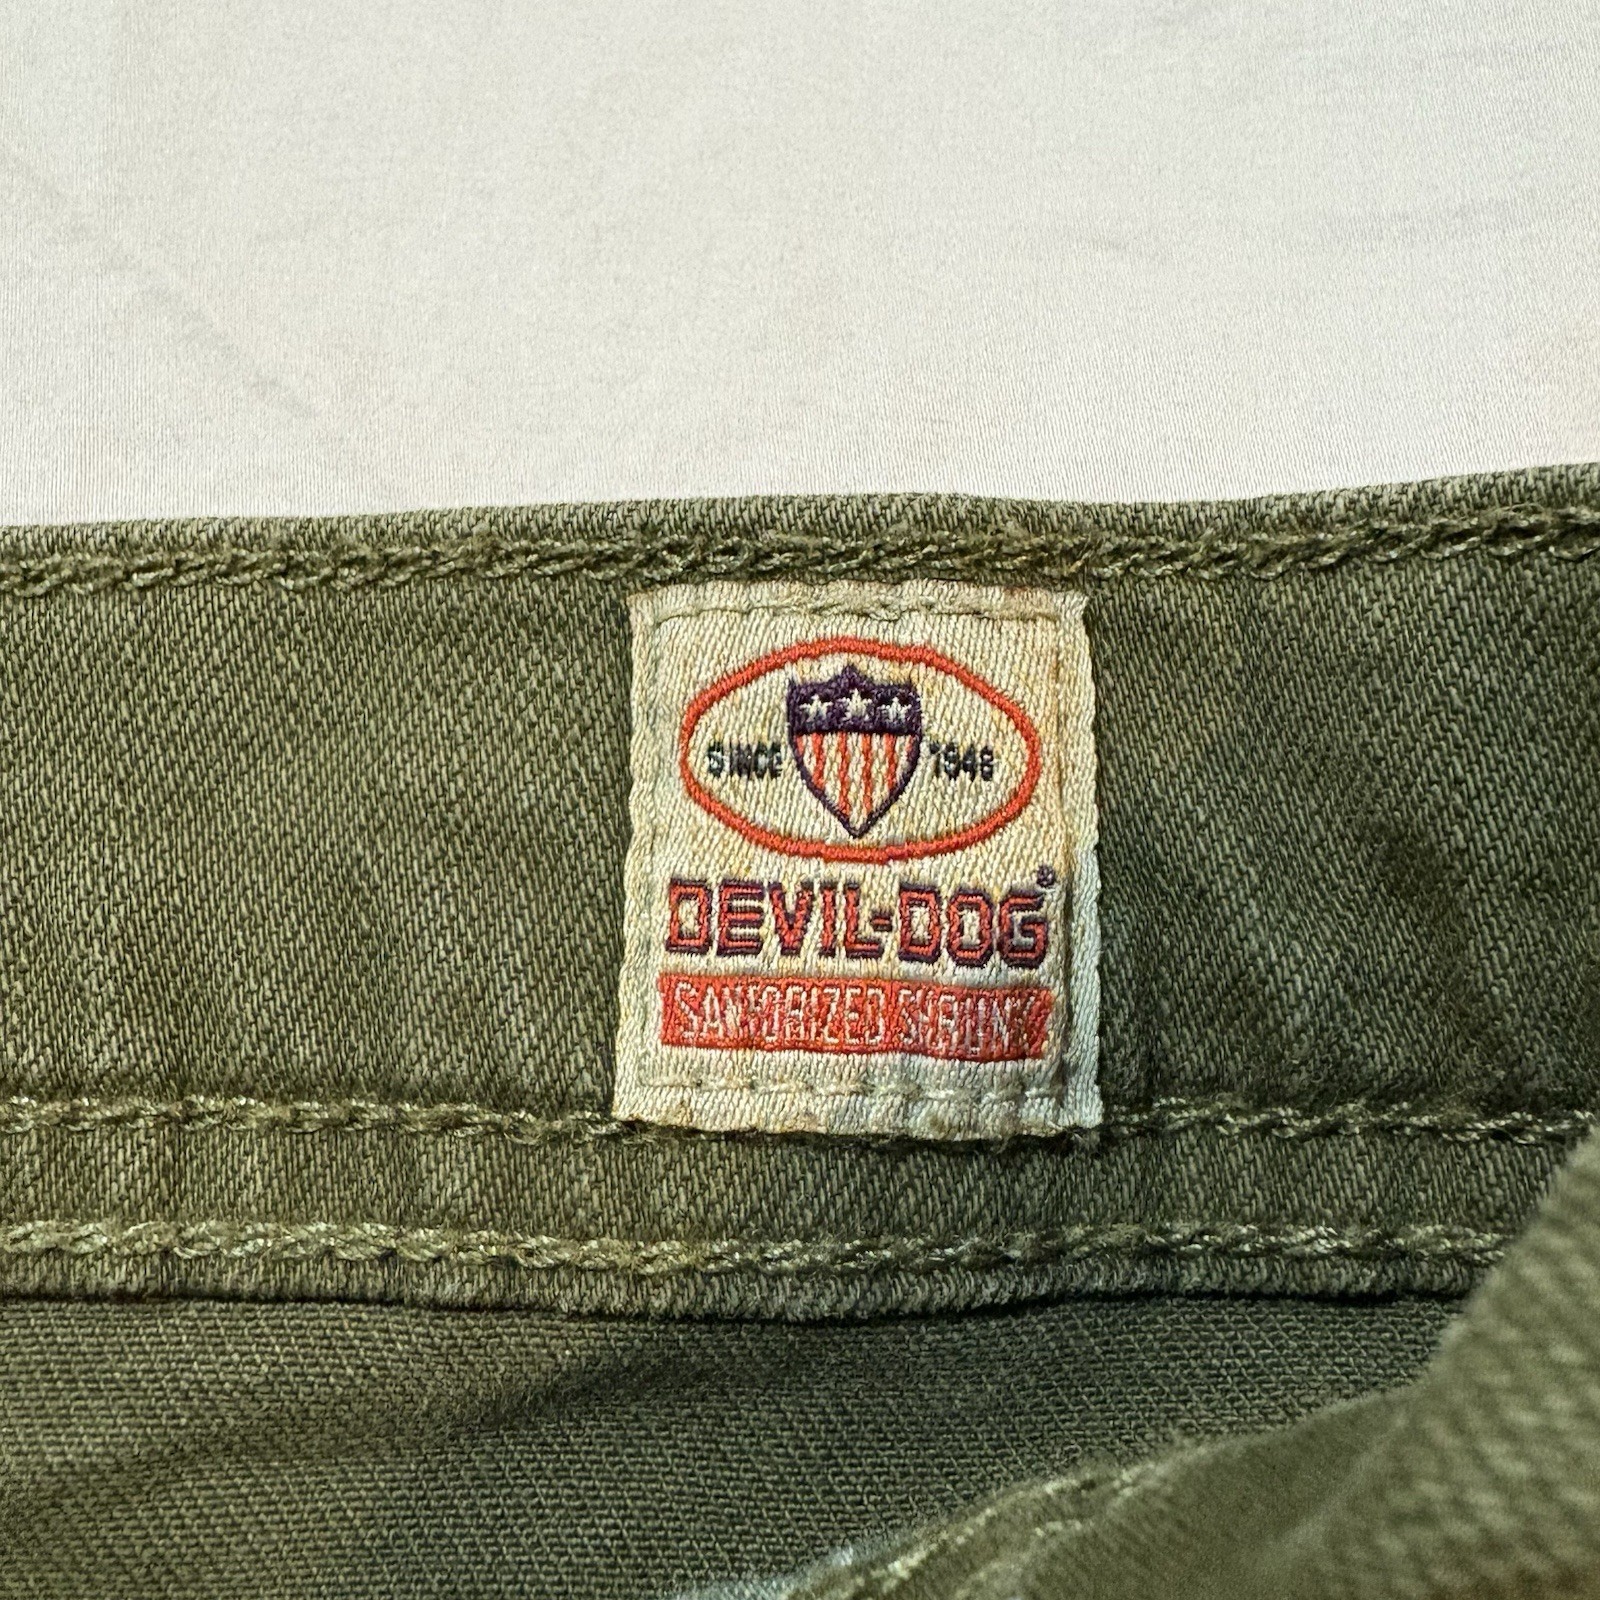 SINCE 1948
DEVIL-DOG®
SANFORIZED SHRUNK